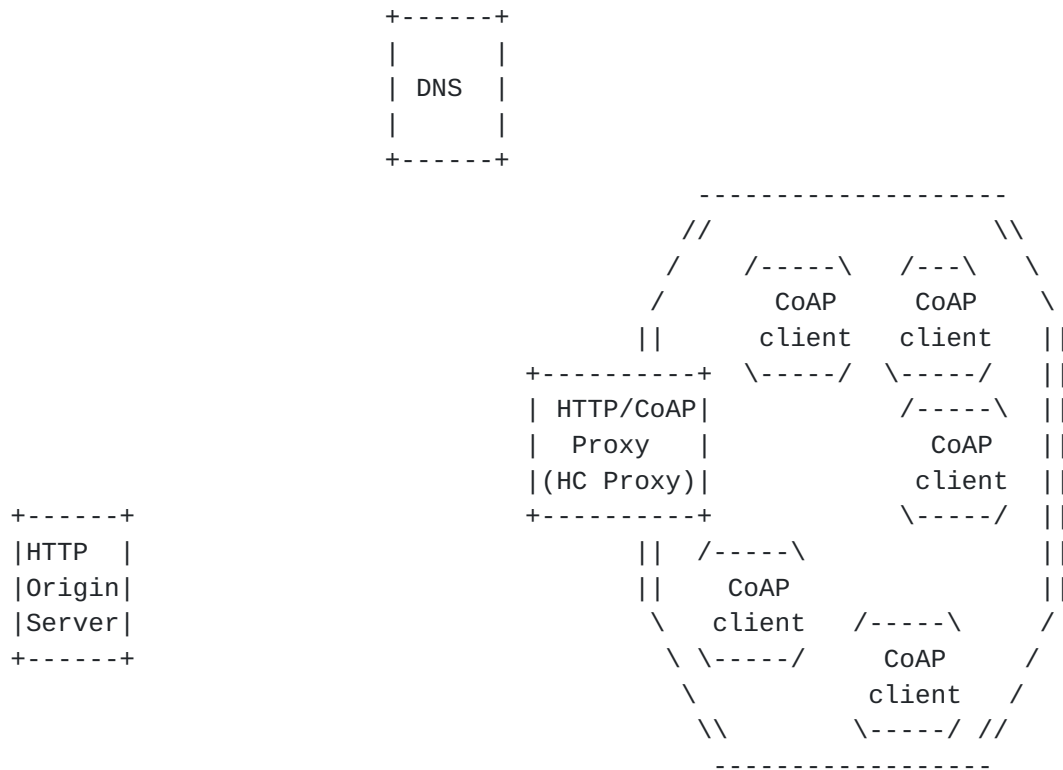 DNS
CoAP CoAP
client client
HTTP/CoAP
Proxy
(HC Proxy)
CoAP
client
HTTP
Origin
Server
CoAP
client
CoAP
client